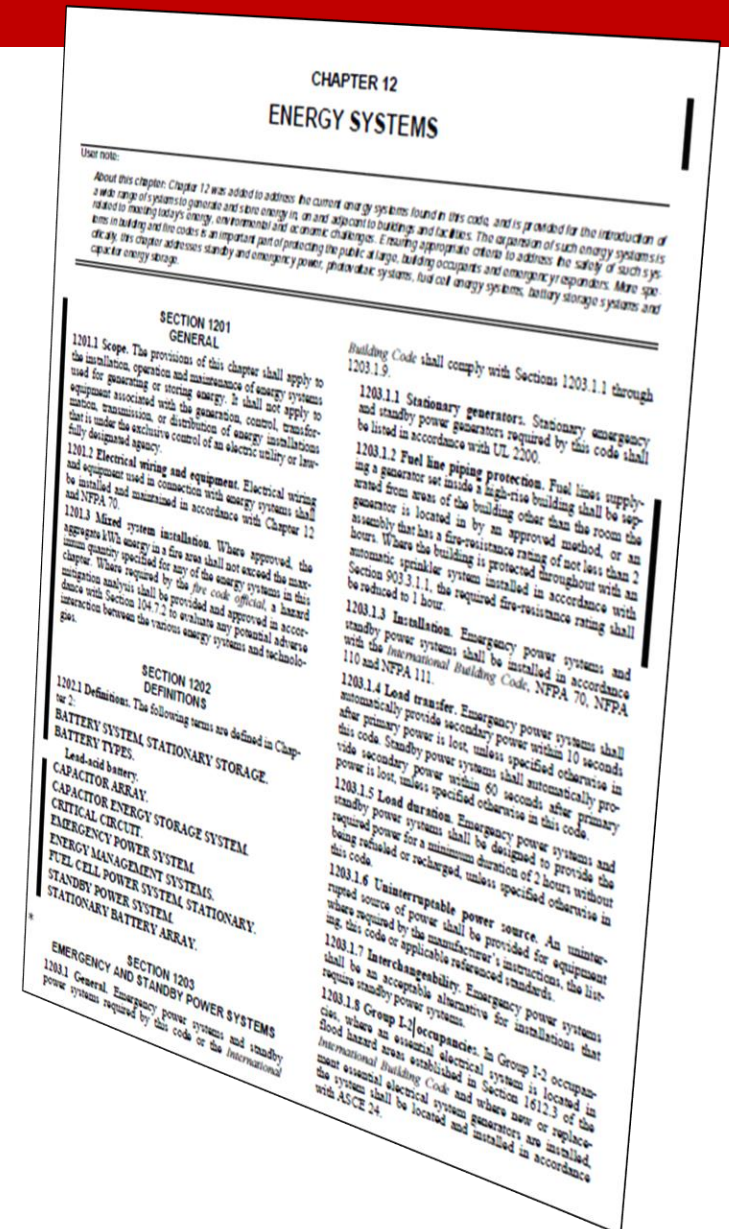 CHAPTER 12
ENERGY SYSTEMS
User note:
About this chapter: Chapter 12 was added to address the current energy systems found in this code, and is provided for the introduction of
a wide range of systems to generate and store energy in, on and adjacent to buildings and facilities. The expansion of such energy systems is
related to meeting today's energy, environmental and economic challenges. Ensuring appropriate criteria to address the safety of such sys-
tems in building and fire codes is an important part of protecting the public at large, building occupants and emergency responders. More spe-
cifically, this chapter addresses standby and emergency power, photovoltaic systems, fuel cell energy systems, battery storage systems and
capacitor energy storage.
SECTION 1201
GENERAL
1201.1 Scope. The provisions of this chapter shall apply to
the installation, operation and maintenance of energy systems
used for generating or storing energy. It shall not apply to
equipment associated with the generation, control, transfor-
mation, transmission, or distribution of energy installations
that is under the exclusive control of an electric utility or law-
fully designated agency.
1201.2 Electrical wiring and equipment. Electrical wiring
and equipment used in connection with energy systems shall
be installed and maintained in accordance with Chapter 12
and NFPA 70.
1201.3 Mixed system installation. Where approved, the
aggregate kWh energy in a fire area shall not exceed the max-
imum quantity specified for any of the energy systems in this
chapter. Where required by the fire code official, a hazard
mitigation analysis shall be provided and approved in accor-
dance with Section 104.7.2 to evaluate any potential adverse
interaction between the various energy systems and technolo-
gies.
SECTION 1202
DEFINITIONS
1202.1 Definitions. The following terms are defined in Chap-
ter 2:
BATTERY SYSTEM, STATIONARY STORAGE.
BATTERY TYPES.
Lead-acid battery.
CAPACITOR ARRAY.
CAPACITOR ENERGY STORAGE SYSTEM.
CRITICAL CIRCUIT.
EMERGENCY POWER SYSTEM.
ENERGY MANAGEMENT SYSTEMS.
FUEL CELL POWER SYSTEM, STATIONARY.
STANDBY POWER SYSTEM.
STATIONARY BATTERY ARRAY.
*
SECTION 1203
EMERGENCY AND STANDBY POWER SYSTEMS
1203.1 General. Emergency power systems and standby
power systems required by this code or the International
Building Code shall comply with Sections 1203.1.1 through
1203.1.9.
1203.1.1 Stationary generators. Stationary emergency
and standby power generators required by this code shall
be listed in accordance with UL 2200.
1203.1.2 Fuel line piping protection. Fuel lines supply-
ing a generator set inside a high-rise building shall be sep-
arated from areas of the building other than the room the
generator is located in by an approved method, or an
assembly that has a fire-resistance rating of not less than 2
hours. Where the building is protected throughout with an
automatic sprinkler system installed in accordance with
Section 903.3.1.1, the required fire-resistance rating shall
be reduced to 1 hour.
1203.1.3 Installation. Emergency power systems and
standby power systems shall be installed in accordance
with the International Building Code, NFPA 70, NFPA
110 and NFPA 111.
1203.1.4 Load transfer. Emergency power systems shall
automatically provide secondary power within 10 seconds
after primary power is lost, unless specified otherwise in
this code. Standby power systems shall automatically pro-
vide secondary power within 60 seconds after primary
power is lost, unless specified otherwise in this code.
1203.1.5 Load duration. Emergency power systems and
standby power systems shall be designed to provide the
required power for a minimum duration of 2 hours without
being refueled or recharged, unless specified otherwise in
this code.
1203.1.6 Uninterruptable power source. An uninter-
rupted source of power shall be provided for equipment
where required by the manufacturer's instructions, the list-
ing, this code or applicable referenced standards.
1203.1.7 Interchangeability. Emergency power systems
shall be an acceptable alternative for installations that
require standby power systems.
1203.1.8 Group I-2 occupancies. In Group I-2 occupan-
cies, where an essential electrical system is located in
flood hazard areas established in Section 1612.3 of the
International Building Code and where new or replace-
ment essential electrical system generators are installed,
the system shall be located and installed in accordance
with ASCE 24.